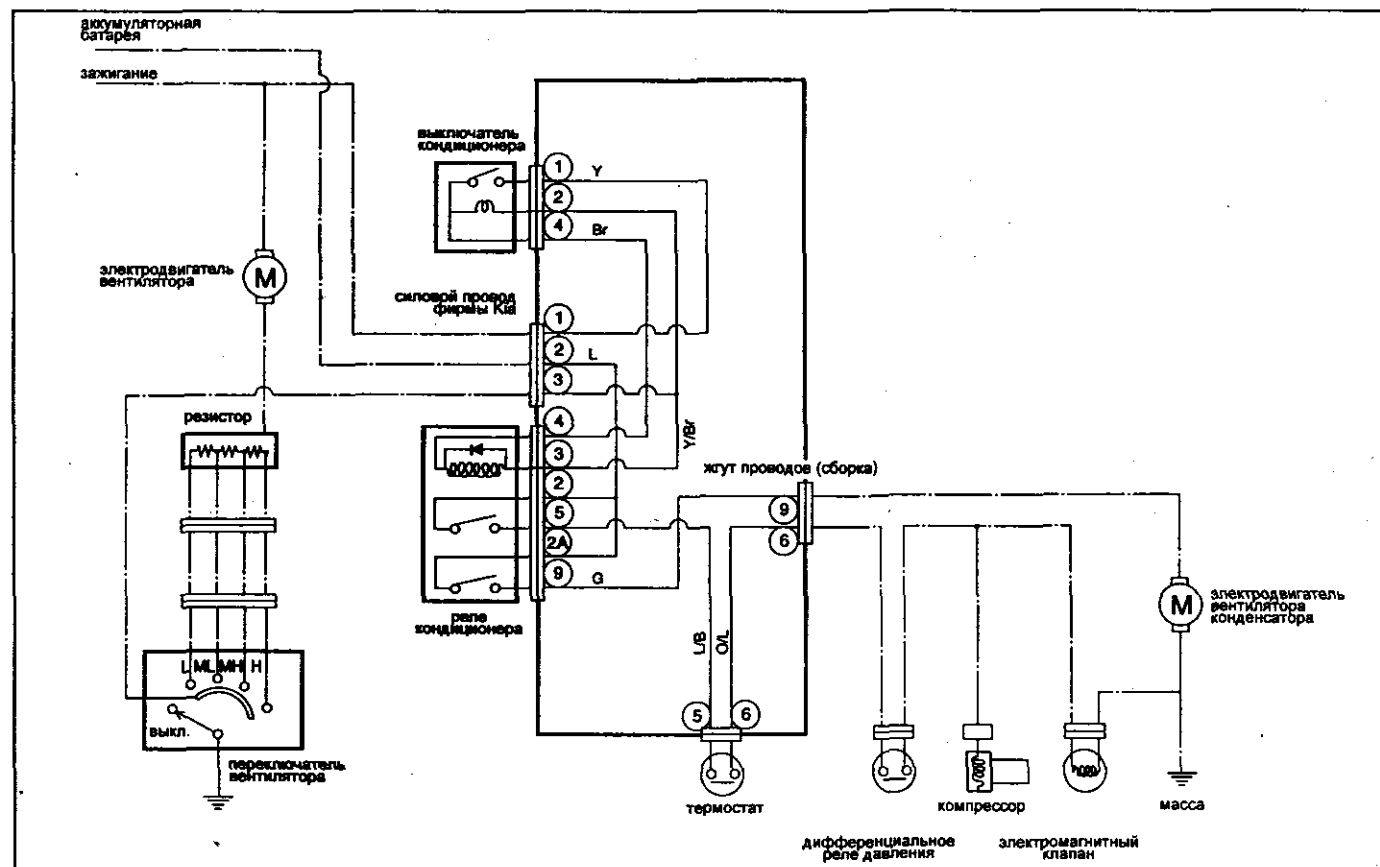 аккумуляторная
батарея
зажигание
выключатель
кондиционера
1
Y
2
4
Br
электродвигатель
вентилятора
M
силовой провод
фирмы Kia
1
2
L
3
резистор
4
3
2
5
2A
9
G
Y/Br
жгут проводов (сборка)
9
6
реле
кондиционера
L/B
O/L
M
электродвигатель
вентилятора
конденсатора
L ML MH H
выкл.
переключатель
вентилятора
5
6
термостат
дифференциальное
реле давления
компрессор
электромагнитный
клапан
масса